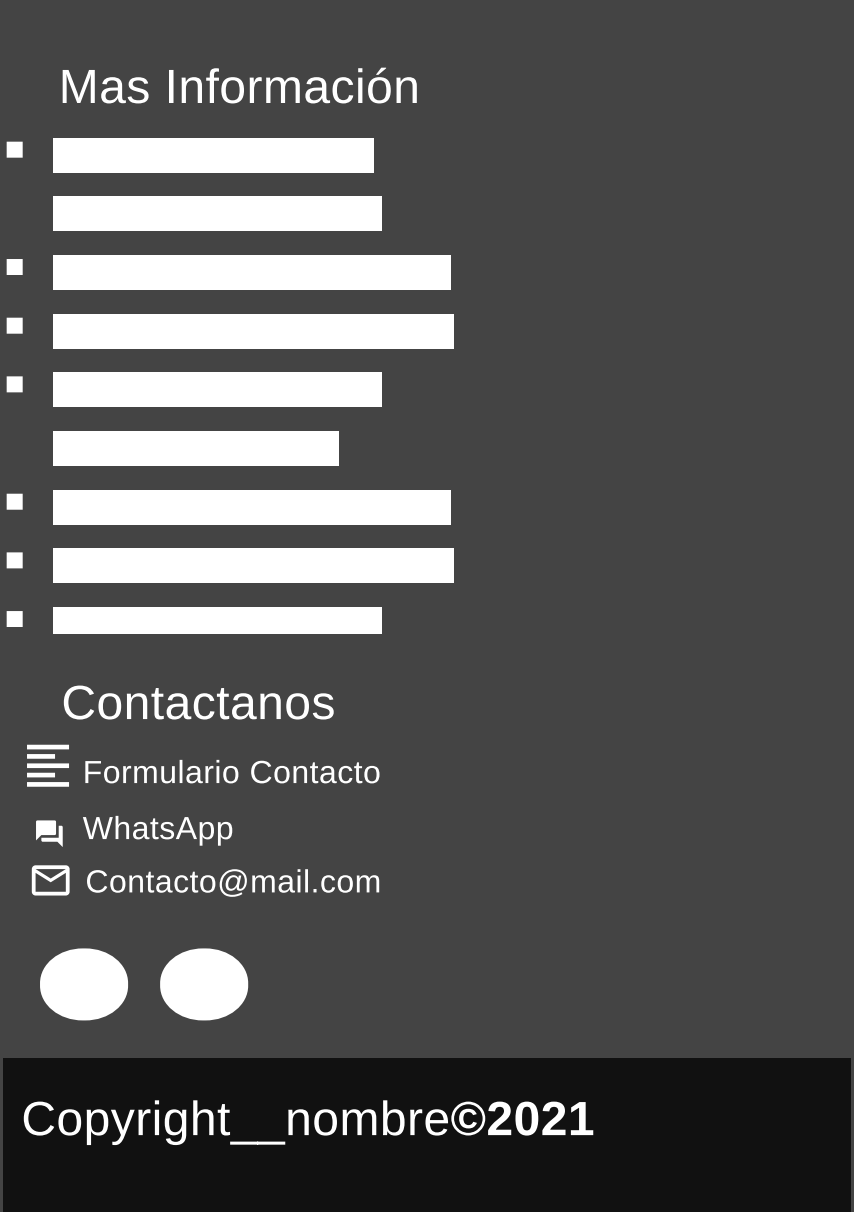 Mas Información
Contactanos
Formulario Contacto
WhatsApp
Contacto@mail.com
Copyright__nombre©2021